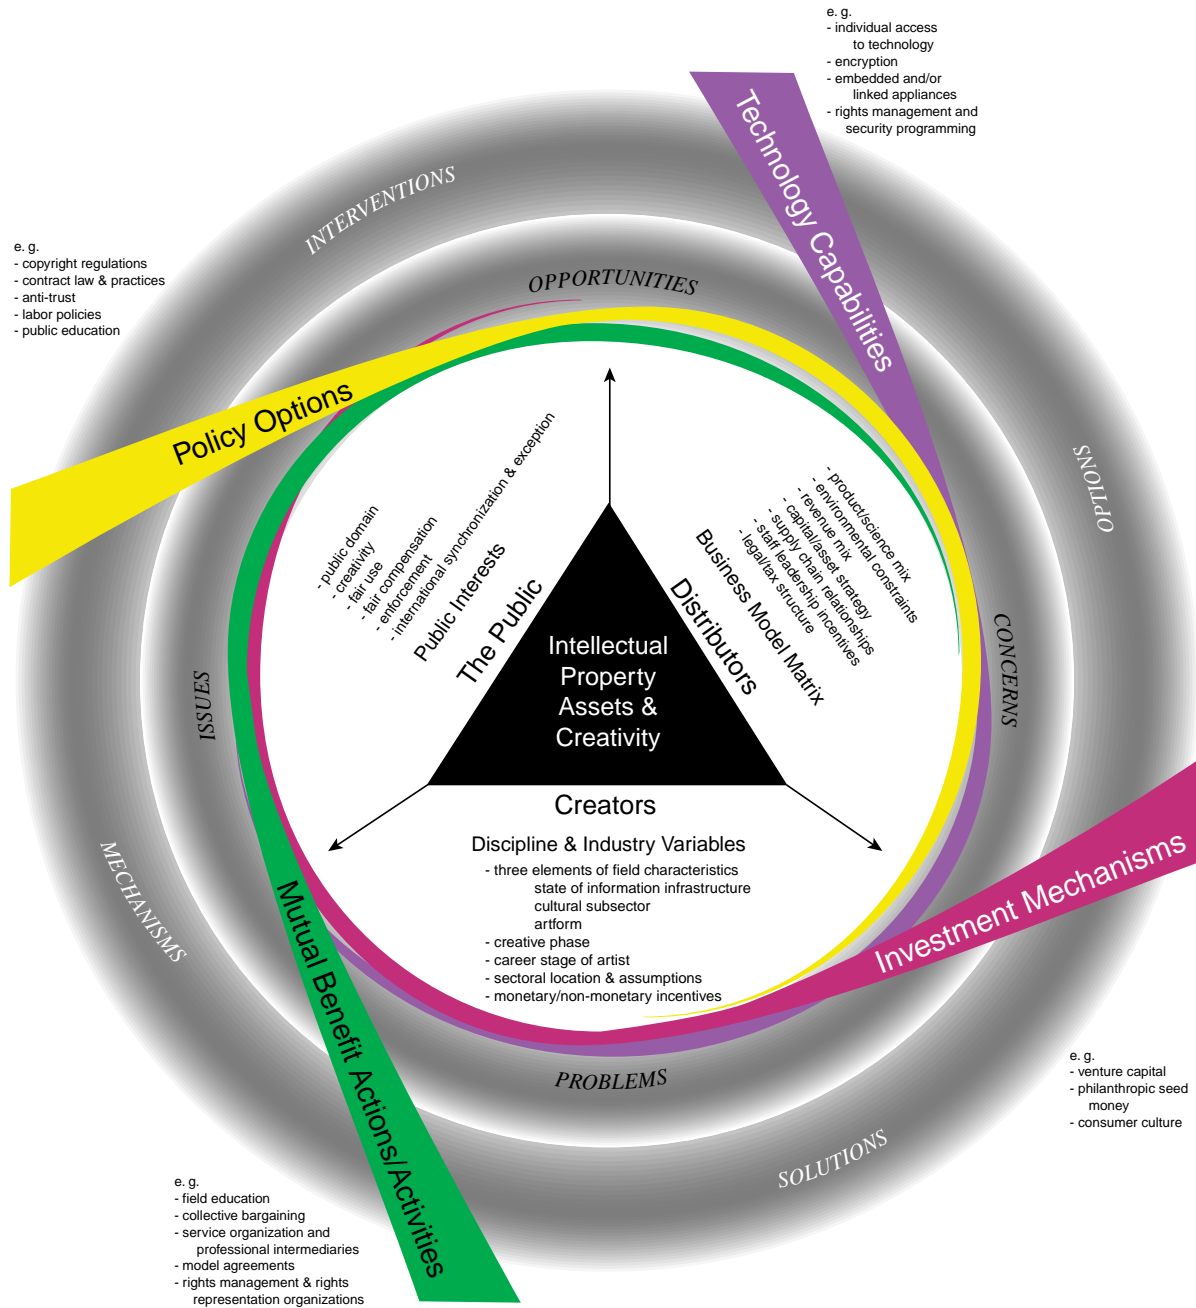 e. g.
- individual access
to technology
- encryption
- embedded and/or
linked appliances
- rights management and
security programming
Technology Capabilities
INTERVENTIONS
e. g.
- copyright regulations
- contract law & practices
- anti-trust
- labor policies
- public education
OPPORTUNITIES
Policy Options
OPTIONS
- public domain
- creativity
- fair use
- fair compensation
- enforcement
- international synchronization & exception
Public Interests
The Public
- product/science mix
- environmental constraints
- revenue mix
- capital/asset strategy
- supply chain relationships
- staff leadership incentives
- legal/tax structure
Business Model Matrix
Distributors
Intellectual
Property
Assets &
Creativity
ISSUES
CONCERNS
Creators
Discipline & Industry Variables
- three elements of field characteristics
state of information infrastructure
cultural subsector
artform
- creative phase
- career stage of artist
- sectoral location & assumptions
- monetary/non-monetary incentives
MECHANISMS
Mutual Benefit Actions/Activities
Investment Mechanisms
PROBLEMS
SOLUTIONS
e. g.
- venture capital
- philanthropic seed
money
- consumer culture
e. g.
- field education
- collective bargaining
- service organization and
professional intermediaries
- model agreements
- rights management & rights
representation organizations